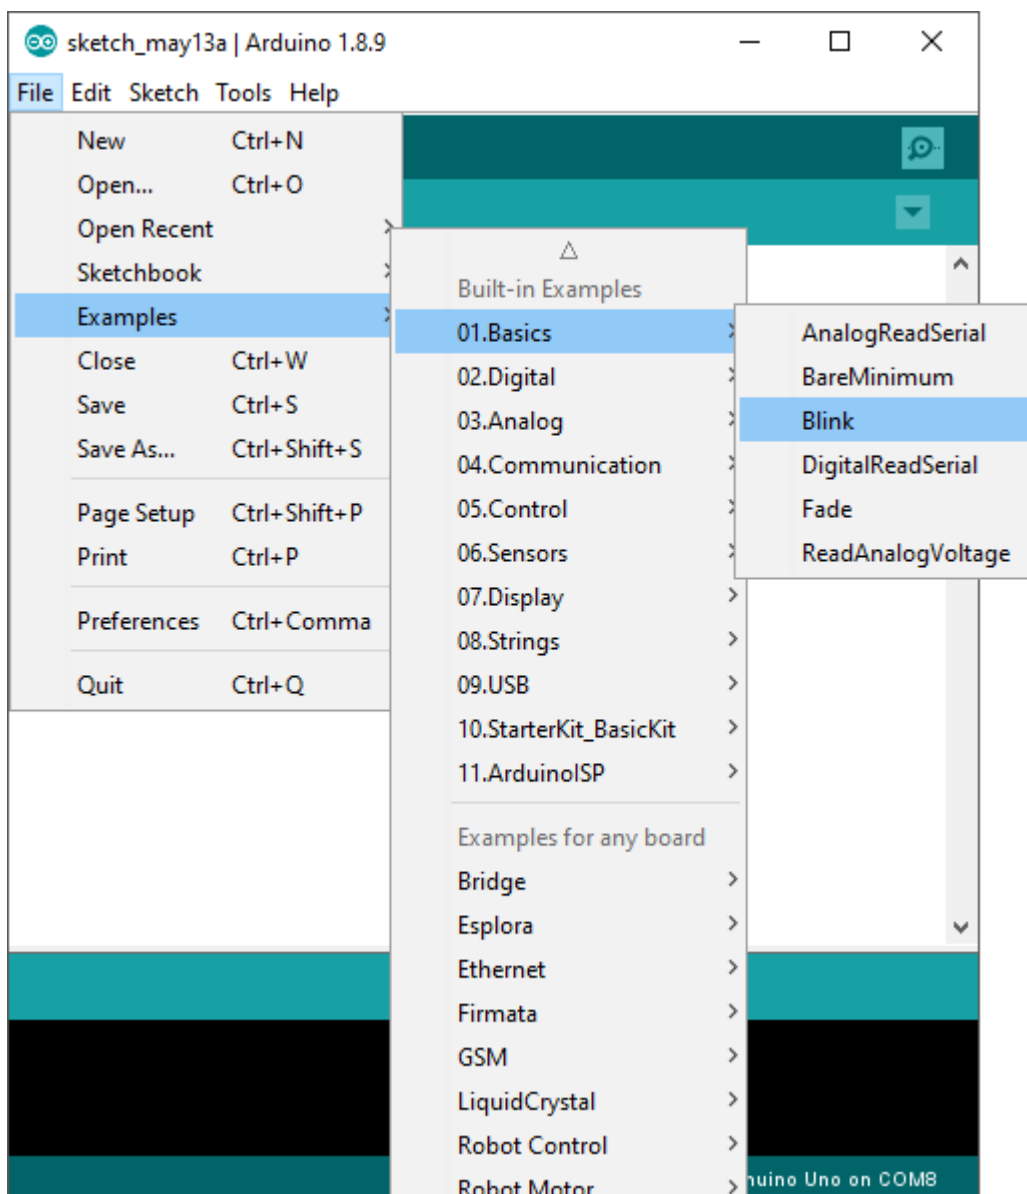 sketch_may13a | Arduino 1.8.9
File Edit Sketch Tools Help
New Ctrl+N
Open... Ctrl+O
Open Recent
Sketchbook
Examples
Close Ctrl+W
Save Ctrl+S
Save As... Ctrl+Shift+S
Page Setup Ctrl+Shift+P
Print Ctrl+P
Preferences Ctrl+Comma
Quit Ctrl+Q
Built-in Examples
01.Basics
02.Digital
03.Analog
04.Communication
05.Control
06.Sensors
07.Display
08.Strings
09.USB
10.StarterKit_BasicKit
11.ArduinoISP
Examples for any board
Bridge
Esplora
Ethernet
Firmata
GSM
LiquidCrystal
Robot Control
Robot Motor
AnalogReadSerial
BareMinimum
Blink
DigitalReadSerial
Fade
ReadAnalogVoltage
Uno on COM8